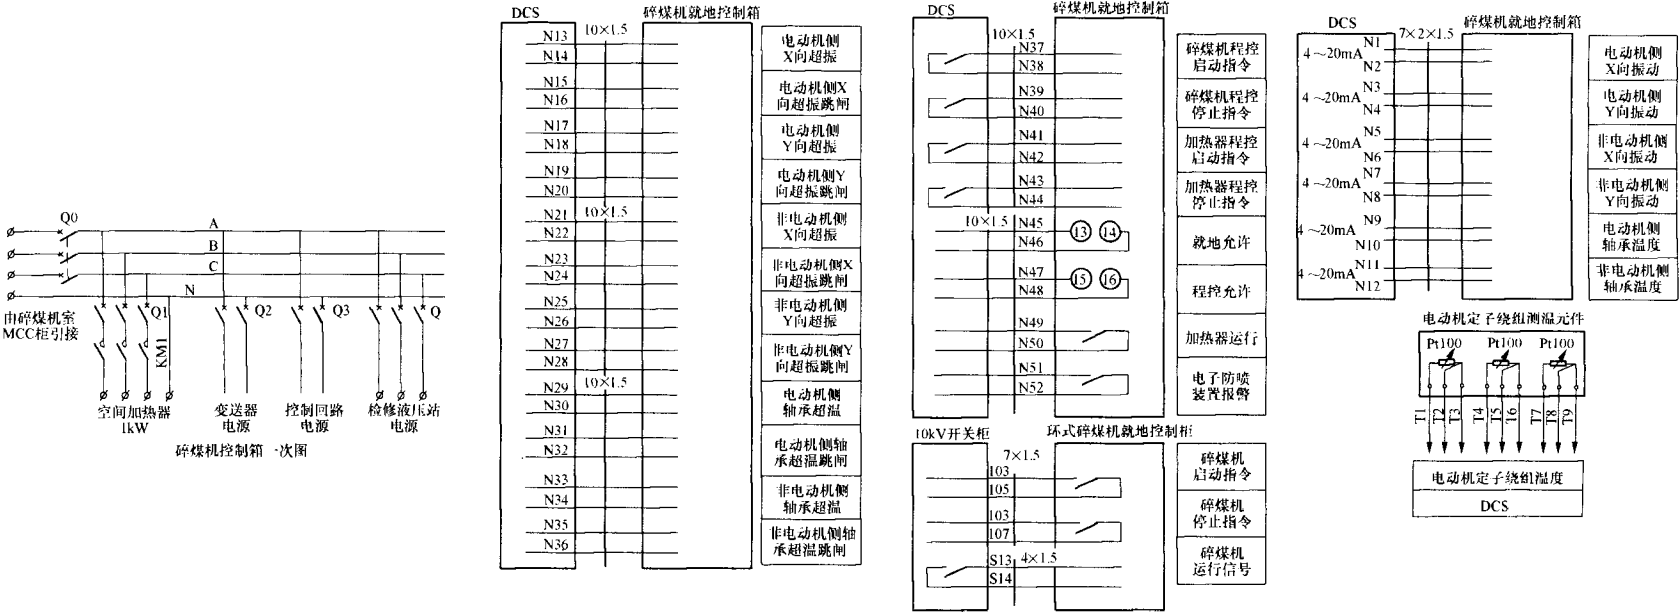 Q0
A
B
C
N
由碎煤机室
MCC柜引接
Q1
Q2
Q3
Q
KM1
空间加热器
1kW
变送器
电源
控制回路
电源
检修液压站
电源
碎煤机控制箱一次图
DCS
碎煤机就地控制箱
10×1.5
N13
N14
电动机侧
X向超振
N15
N16
电动机侧X
向超振跳闸
N17
N18
电动机侧
Y向超振
N19
N20
电动机侧Y
向超振跳闸
N21
10×1.5
N22
非电动机侧
X向超振
N23
N24
非电动机侧X
向超振跳闸
N25
N26
非电动机侧
Y向超振
N27
N28
非电动机侧Y
向超振跳闸
N29
10×1.5
N30
电动机侧
轴承超温
N31
N32
电动机侧轴
承超温跳闸
N33
N34
非电动机侧
轴承超温
N35
N36
非电动机侧轴
承超温跳闸
DCS
碎煤机就地控制箱
10×1.5
N37
N38
碎煤机程控
启动指令
N39
N40
碎煤机程控
停止指令
N41
N42
加热器程控
启动指令
N43
N44
加热器程控
停止指令
10×1.5
N45
N46
13 14
就地允许
N47
N48
15 16
程控允许
N49
N50
加热器运行
N51
N52
电子防喷
装置报警
10kV开关柜
环式碎煤机就地控制柜
7×1.5
103
105
碎煤机
启动指令
103
107
碎煤机
停止指令
S13
4×1.5
S14
碎煤机
运行信号
DCS
碎煤机就地控制箱
7×2×1.5
4～20mA
N1
N2
电动机侧
X向振动
4～20mA
N3
N4
电动机侧
Y向振动
4～20mA
N5
N6
非电动机侧
X向振动
4～20mA
N7
N8
非电动机侧
Y向振动
4～20mA
N9
N10
电动机侧
轴承温度
4～20mA
N11
N12
非电动机侧
轴承温度
电动机定子绕组测温元件
Pt100 Pt100 Pt100
T1 T2 T3 T4 T5 T6 T7 T8 T9
电动机定子绕组温度
DCS